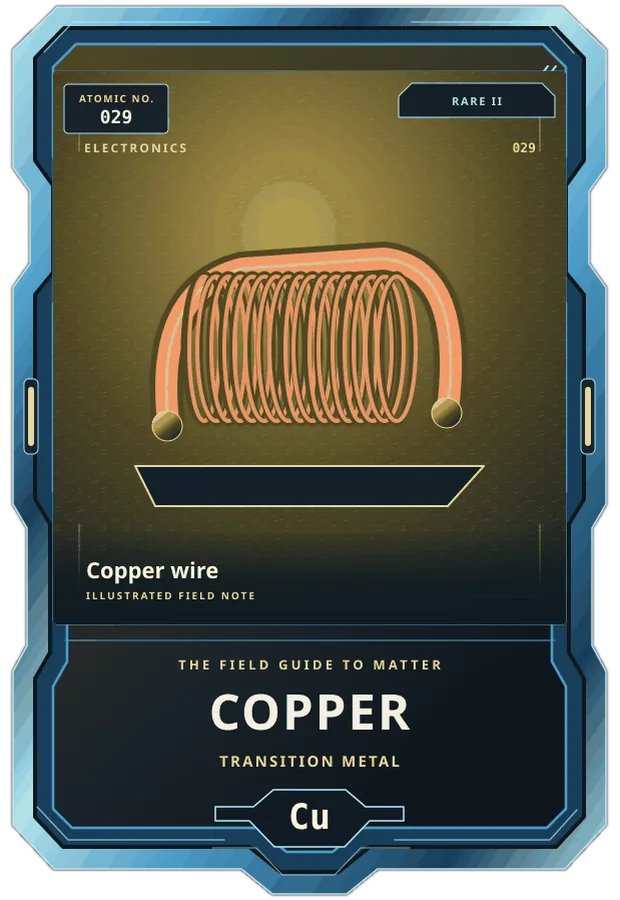 ATOMIC NO.
029
RARE II
ELECTRONICS
029
Copper wire
ILLUSTRATED FIELD NOTE
THE FIELD GUIDE TO MATTER
COPPER
TRANSITION METAL
Cu